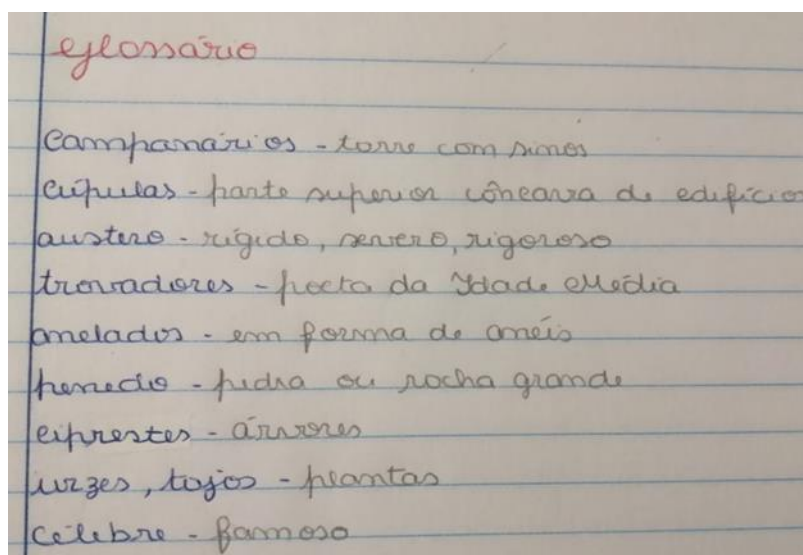 glossário
campanários - torre com sinos
cúpulas - parte superior côncava de edifício
austero - rígido, severo, rigoroso
trovadores - poeta da Idade Média
anelados - em forma de anéis
penedo - pedra ou rocha grande
ciprestes - árvores
urzes, tojos - plantas
célebre - famoso